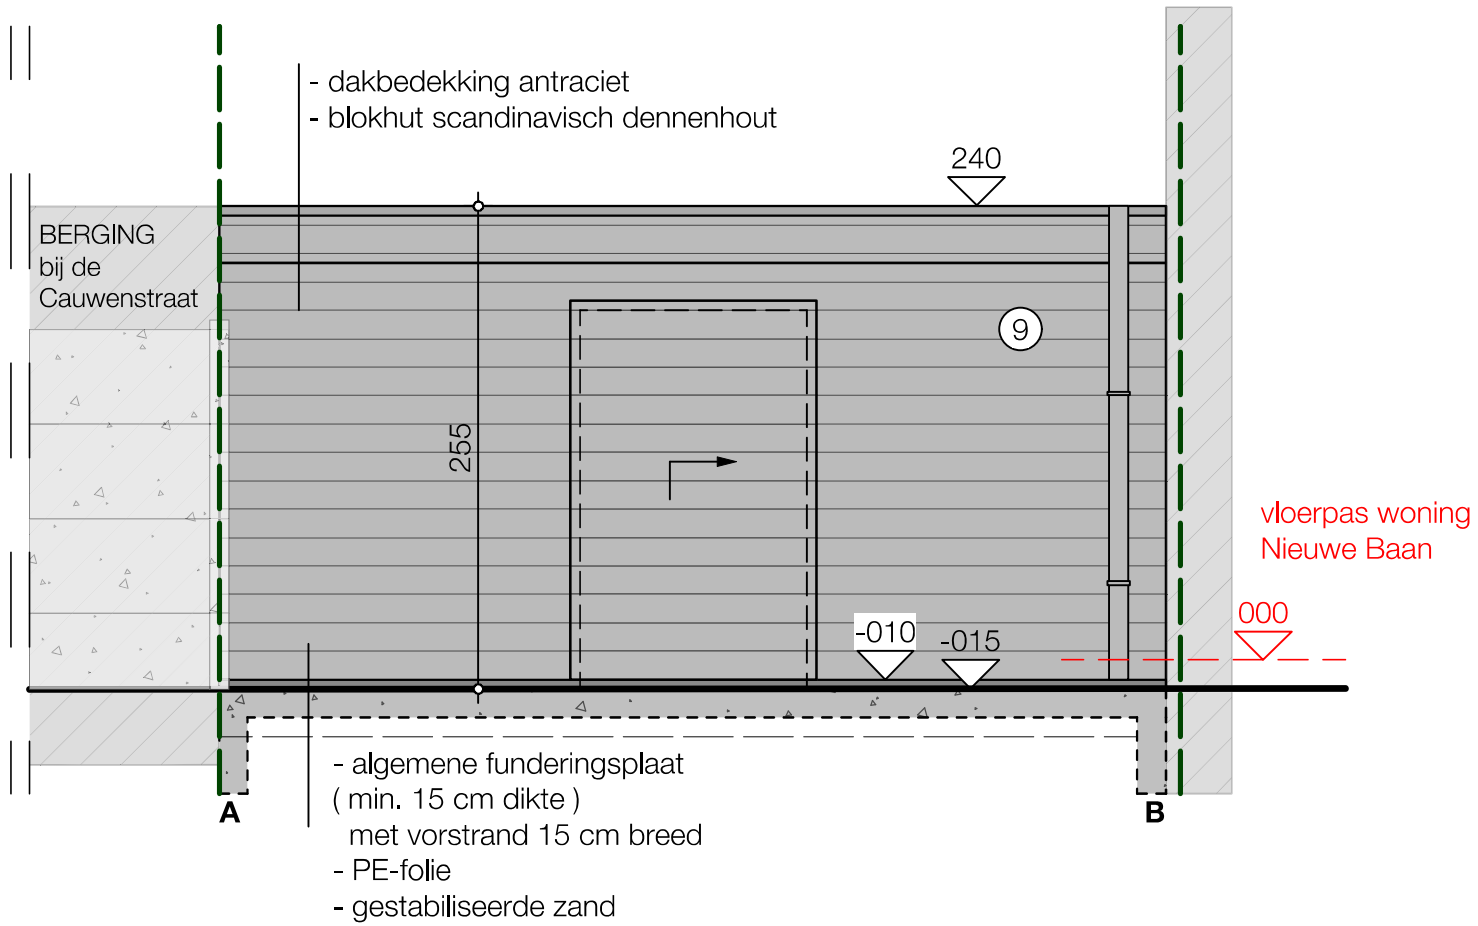 - dakbedekking antraciet
- blokhut scandinavisch dennenhout
240
BERGING
bij de
Cauwenstraat
9
255
vloerpas woning
Nieuwe Baan
000
-010
-015
- algemene funderingsplaat
( min. 15 cm dikte )
met vorstrand 15 cm breed
- PE-folie
- gestabiliseerde zand
A
B